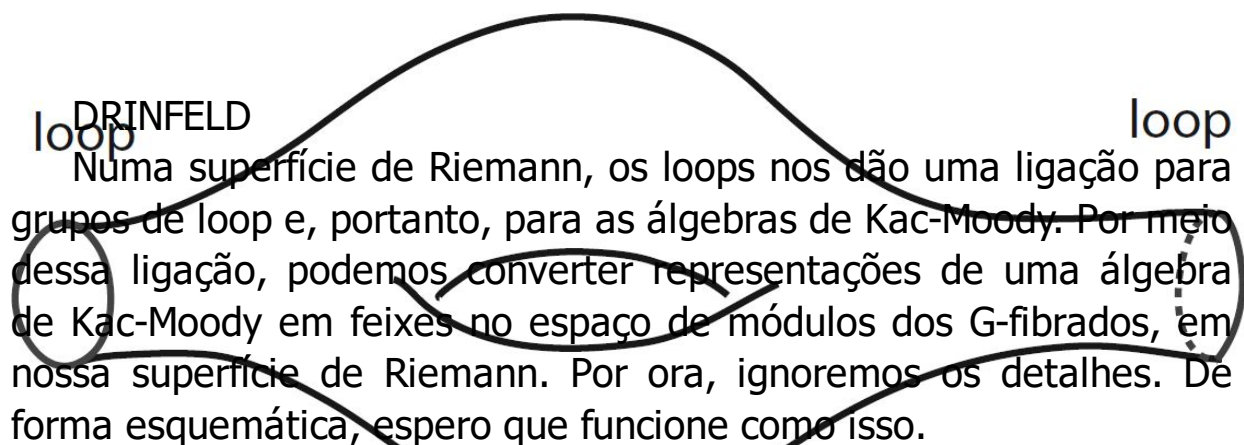 DRINFELD
loop
loop
Numa superfície de Riemann, os loops nos dão uma ligação para
grupos de loop e, portanto, para as álgebras de Kac-Moody. Por meio
dessa ligação, podemos converter representações de uma álgebra
de Kac-Moody em feixes no espaço de módulos dos G-fibrados, em
nossa superfície de Riemann. Por ora, ignoremos os detalhes. De
forma esquemática, espero que funcione como isso.